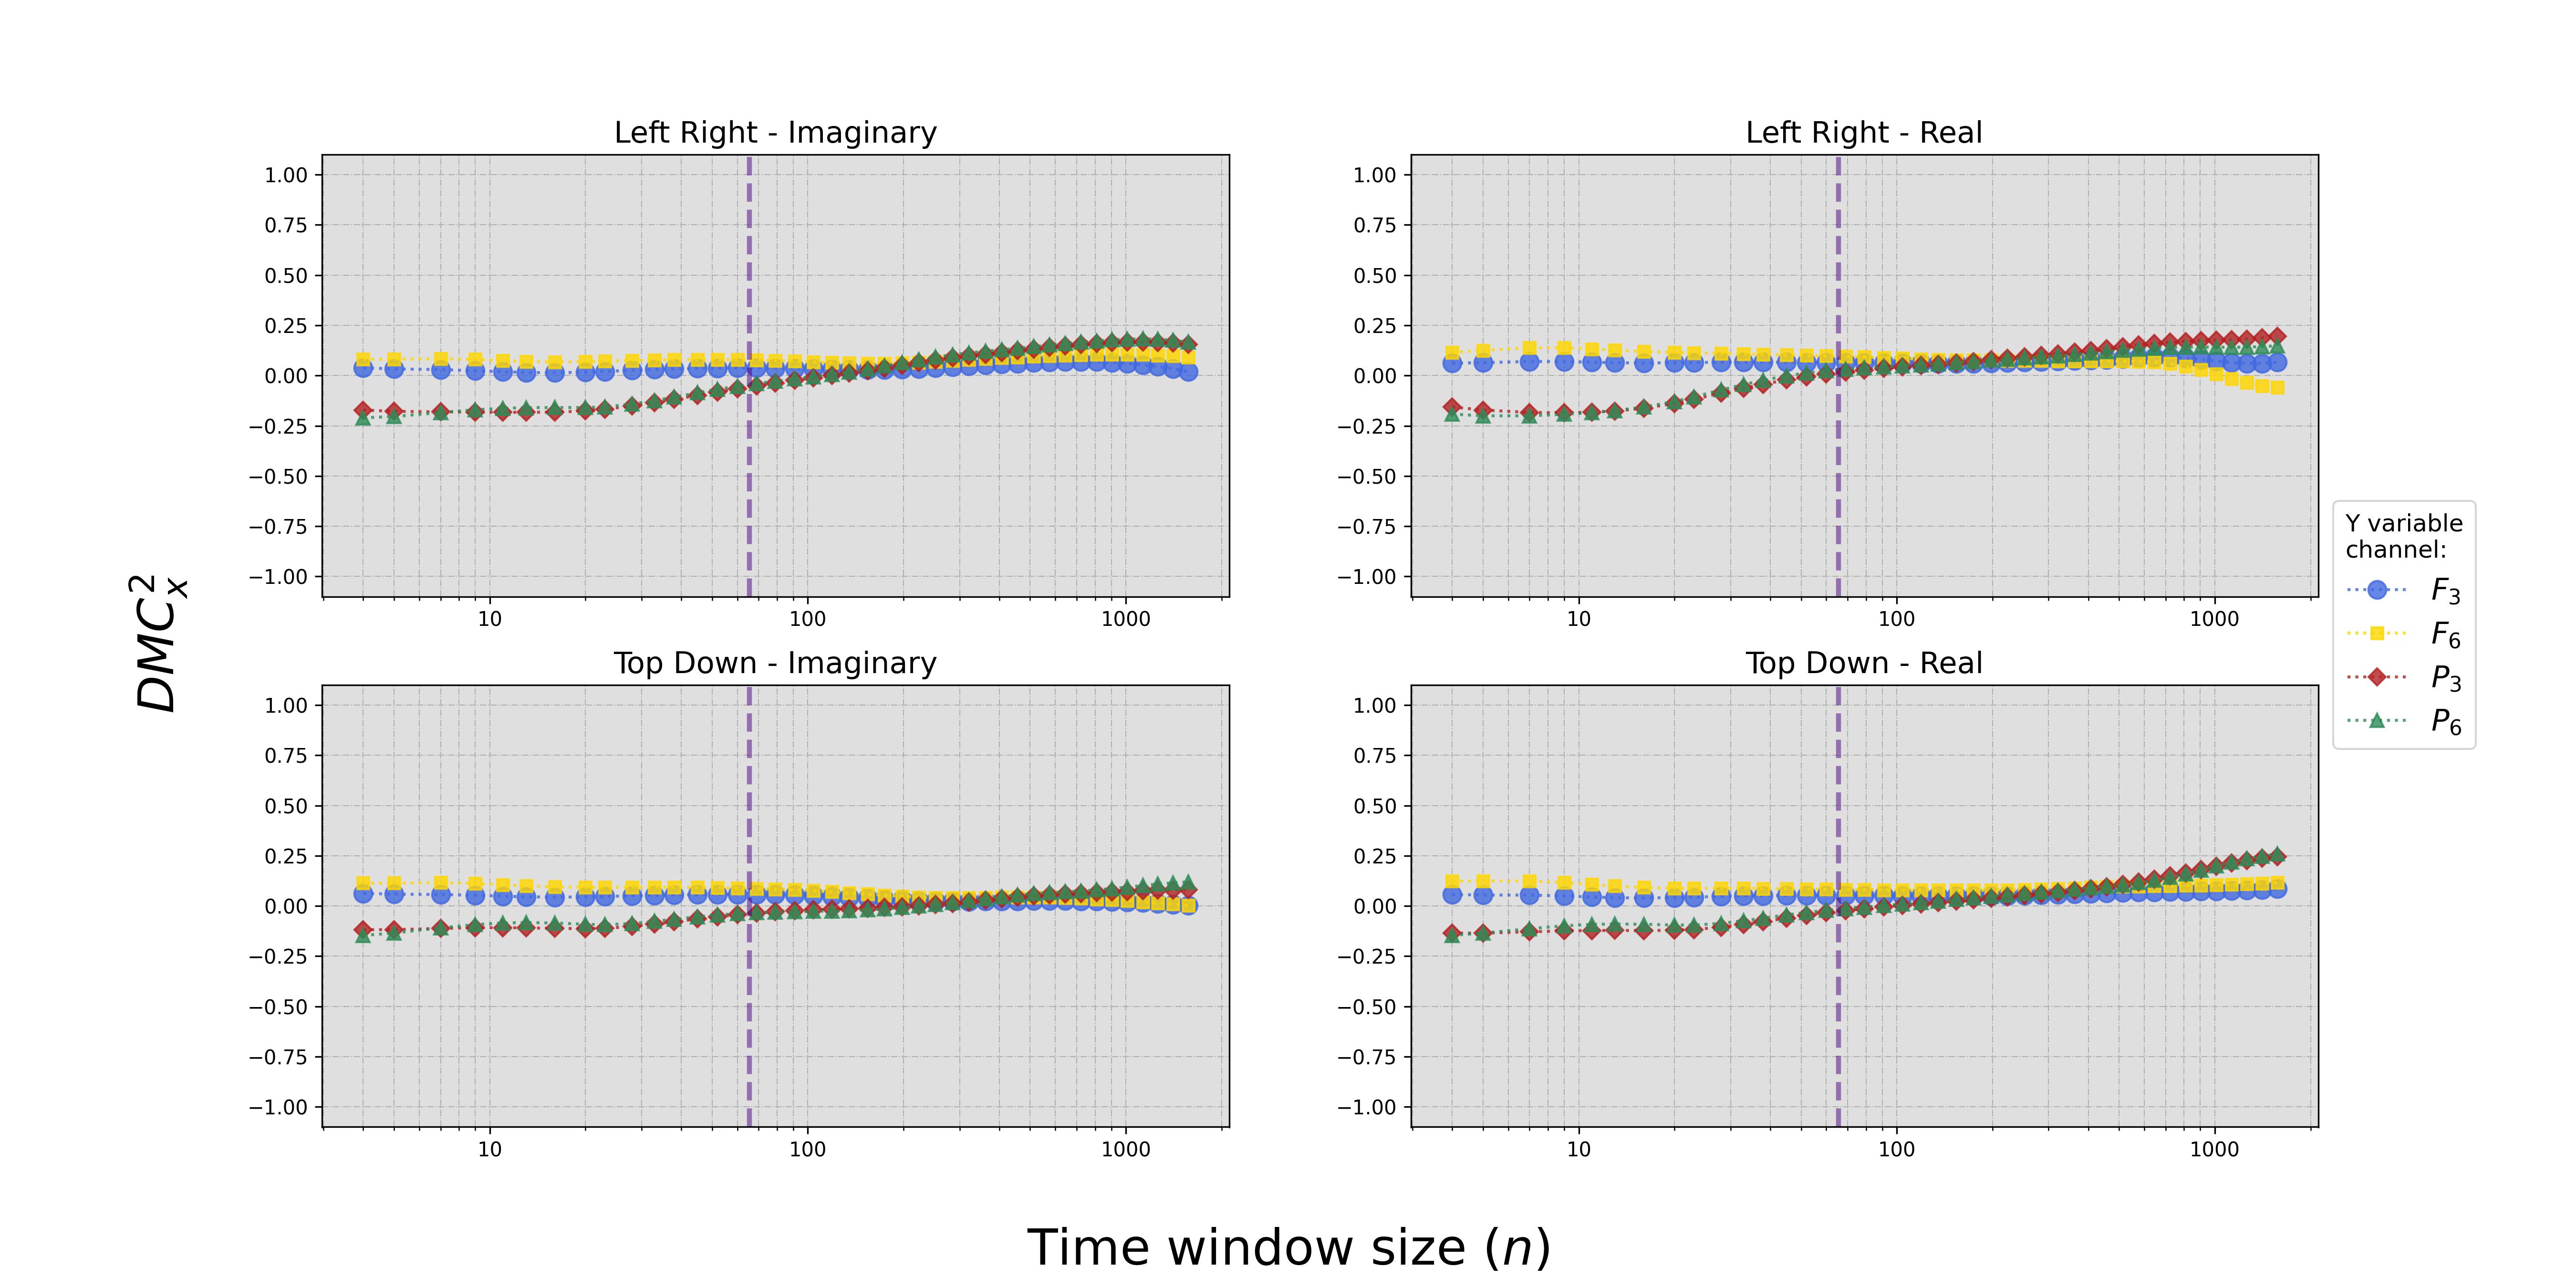 Left Right - Imaginary
1.00
0.75
0.50
0.25
0.00
−0.25
−0.50
−0.75
−1.00
10 100 1000
Left Right - Real
1.00
0.75
0.50
0.25
0.00
−0.25
−0.50
−0.75
−1.00
10 100 1000
Top Down - Imaginary
1.00
0.75
0.50
0.25
0.00
−0.25
−0.50
−0.75
−1.00
10 100 1000
Top Down - Real
1.00
0.75
0.50
0.25
0.00
−0.25
−0.50
−0.75
−1.00
10 100 1000
Y variable
channel:
F₃
F₆
P₃
P₆
DMC²ₓ
Time window size (n)